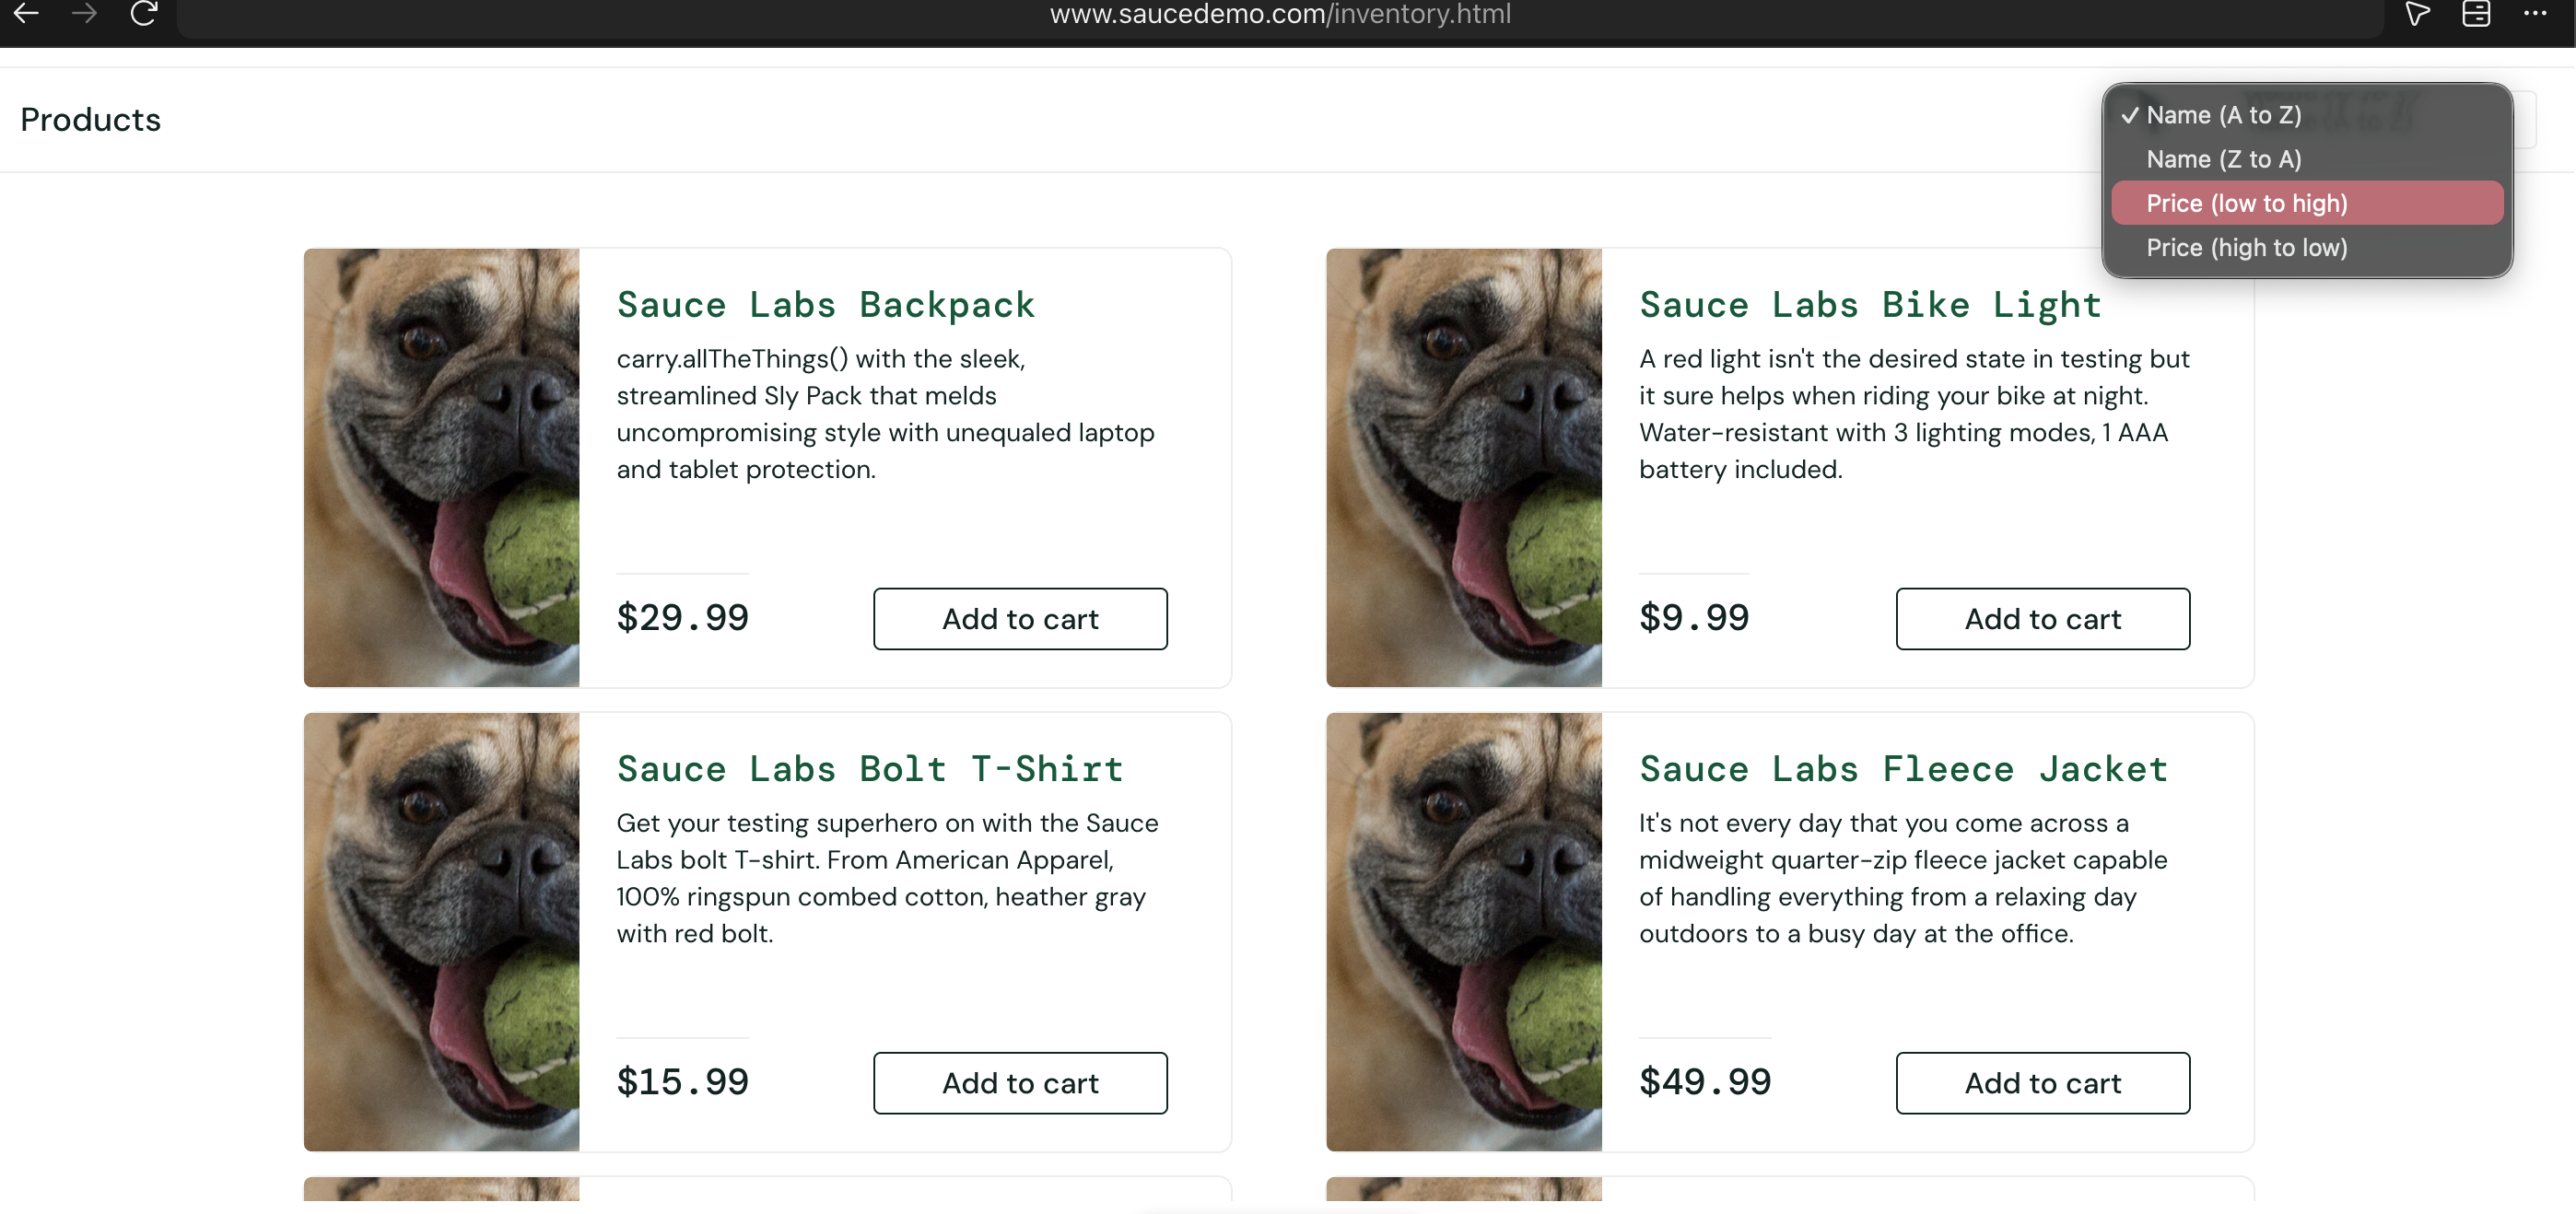 www.saucedemo.com/inventory.html
Products
✓ Name (A to Z)
Name (Z to A)
Price (low to high)
Price (high to low)
Sauce Labs Backpack
carry.allTheThings() with the sleek,
streamlined Sly Pack that melds
uncompromising style with unequaled laptop
and tablet protection.
$29.99
Add to cart
Sauce Labs Bike Light
A red light isn't the desired state in testing but
it sure helps when riding your bike at night.
Water-resistant with 3 lighting modes, 1 AAA
battery included.
$9.99
Add to cart
Sauce Labs Bolt T-Shirt
Get your testing superhero on with the Sauce
Labs bolt T-shirt. From American Apparel,
100% ringspun combed cotton, heather gray
with red bolt.
$15.99
Add to cart
Sauce Labs Fleece Jacket
It's not every day that you come across a
midweight quarter-zip fleece jacket capable
of handling everything from a relaxing day
outdoors to a busy day at the office.
$49.99
Add to cart